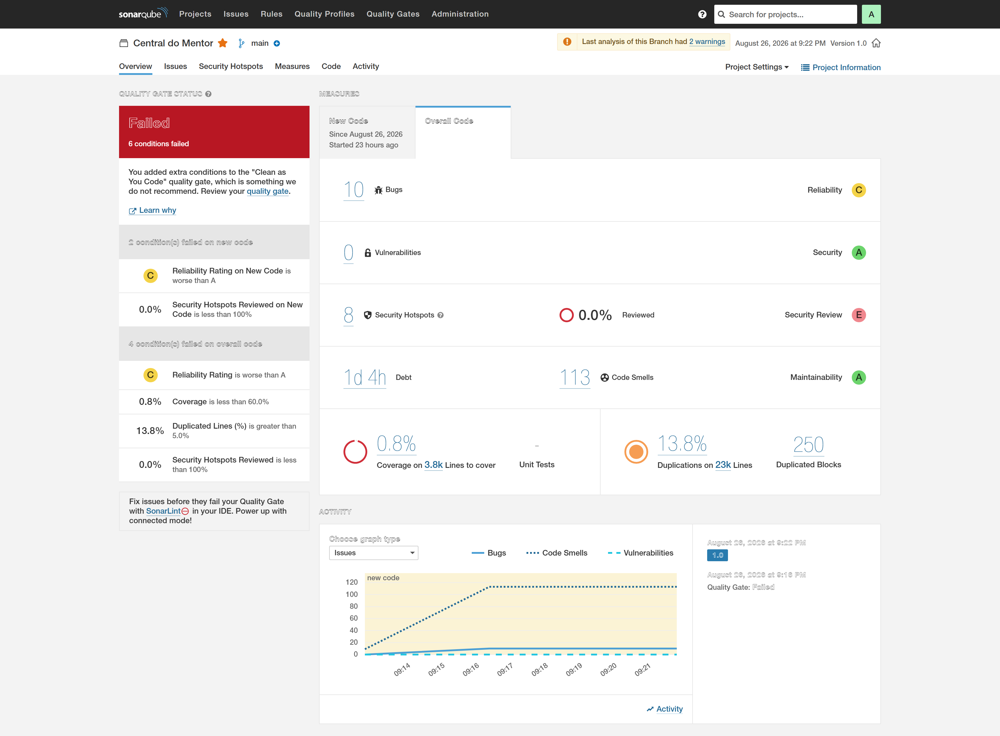 sonarqube Projects Issues Rules Quality Profiles Quality Gates Administration
? Search for projects... A
Central do Mentor main
Last analysis of this Branch had 2 warnings August 26, 2026 at 9:22 PM Version 1.0
Overview Issues Security Hotspots Measures Code Activity
Project Settings Project Information
QUALITY GATE STATUS ?
Failed
6 conditions failed
You added extra conditions to the "Clean as
You Code" quality gate, which is something we
do not recommend. Review your quality gate.
Learn why
2 condition(s) failed on new code
C Reliability Rating on New Code is
worse than A
0.0% Security Hotspots Reviewed on New
Code is less than 100%
4 condition(s) failed on overall code
C Reliability Rating is worse than A
0.8% Coverage is less than 60.0%
13.8% Duplicated Lines (%) is greater than
5.0%
0.0% Security Hotspots Reviewed is less
than 100%
Fix issues before they fail your Quality Gate
with SonarLint in your IDE. Power up with
connected mode!
MEASURES
New Code
Since August 26, 2026
Started 23 hours ago
Overall Code
10 Bugs Reliability C
0 Vulnerabilities Security A
8 Security Hotspots ? 0.0% Reviewed Security Review E
1d 4h Debt 113 Code Smells Maintainability A
0.8%
Coverage on 3.8k Lines to cover
-
Unit Tests
13.8%
Duplications on 23k Lines
250
Duplicated Blocks
ACTIVITY
Choose graph type
Issues
Bugs Code Smells Vulnerabilities
new code
120
100
80
60
40
20
0
09:14 09:15 09:16 09:17 09:18 09:19 09:20 09:21
Activity
August 26, 2026 at 9:22 PM
1.0
August 26, 2026 at 9:16 PM
Quality Gate: Failed